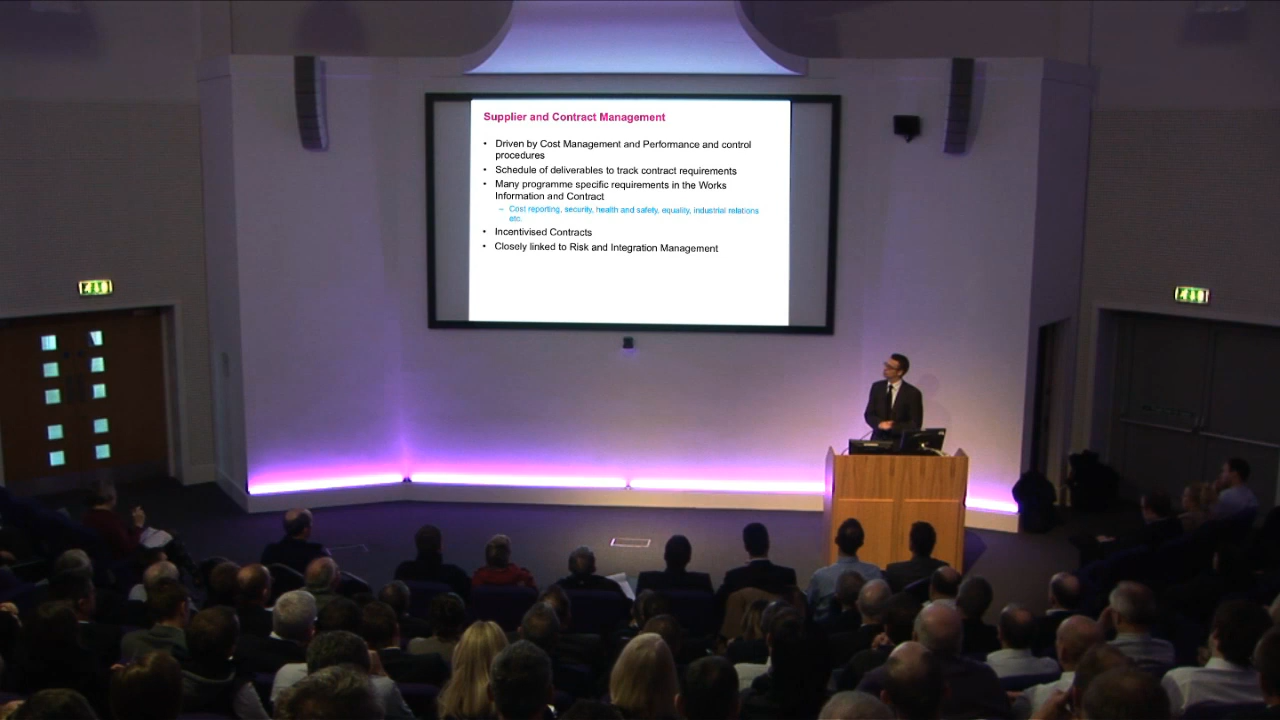 Supplier and Contract Management
• Driven by Cost Management and Performance and control
procedures
• Schedule of deliverables to track contract requirements
• Many programme specific requirements in the Works
Information and Contract
– Cost reporting, security, health and safety, equality, industrial relations
etc.
• Incentivised Contracts
• Closely linked to Risk and Integration Management